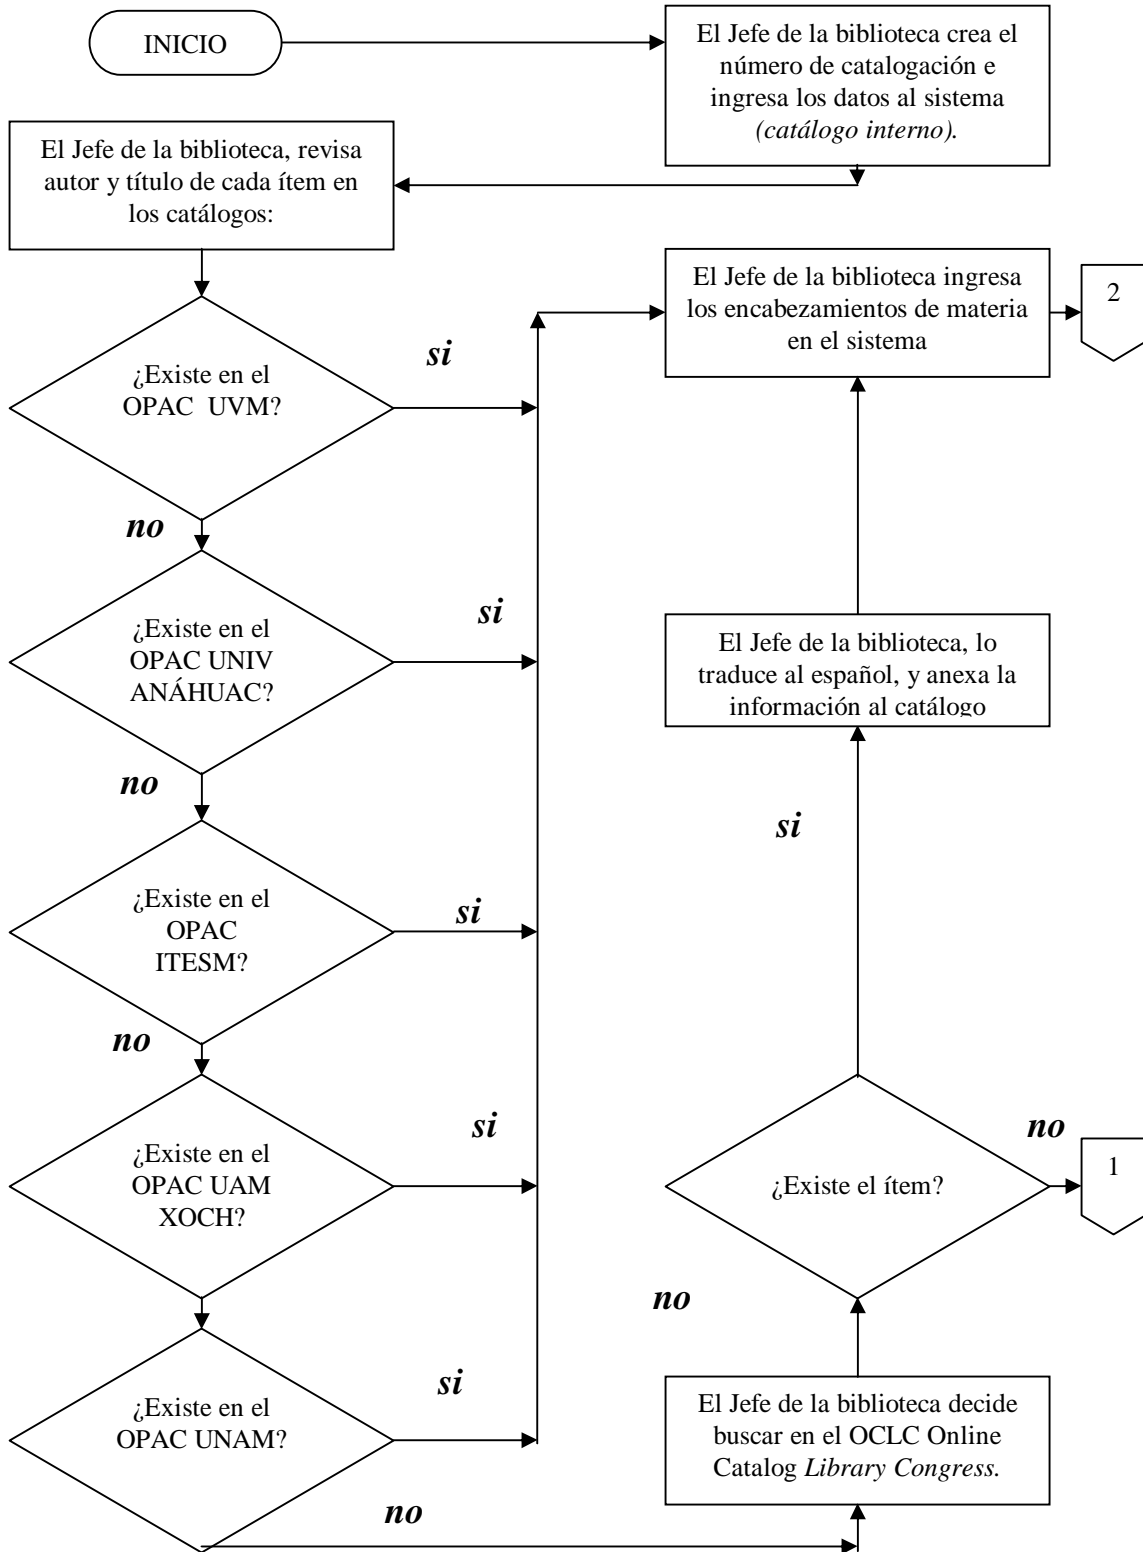 INICIO
El Jefe de la biblioteca crea el
número de catalogación e
ingresa los datos al sistema
(catálogo interno).
El Jefe de la biblioteca, revisa
autor y título de cada ítem en
los catálogos:
El Jefe de la biblioteca ingresa
los encabezamientos de materia
en el sistema
2
¿Existe en el
OPAC UVM?
si
no
¿Existe en el
OPAC UNIV
ANÁHUAC?
si
no
El Jefe de la biblioteca, lo
traduce al español, y anexa la
información al catálogo
si
¿Existe en el
OPAC
ITESM?
si
no
¿Existe en el
OPAC UAM
XOCH?
si
¿Existe el ítem?
no
1
no
¿Existe en el
OPAC UNAM?
si
no
El Jefe de la biblioteca decide
buscar en el OCLC Online
Catalog Library Congress.